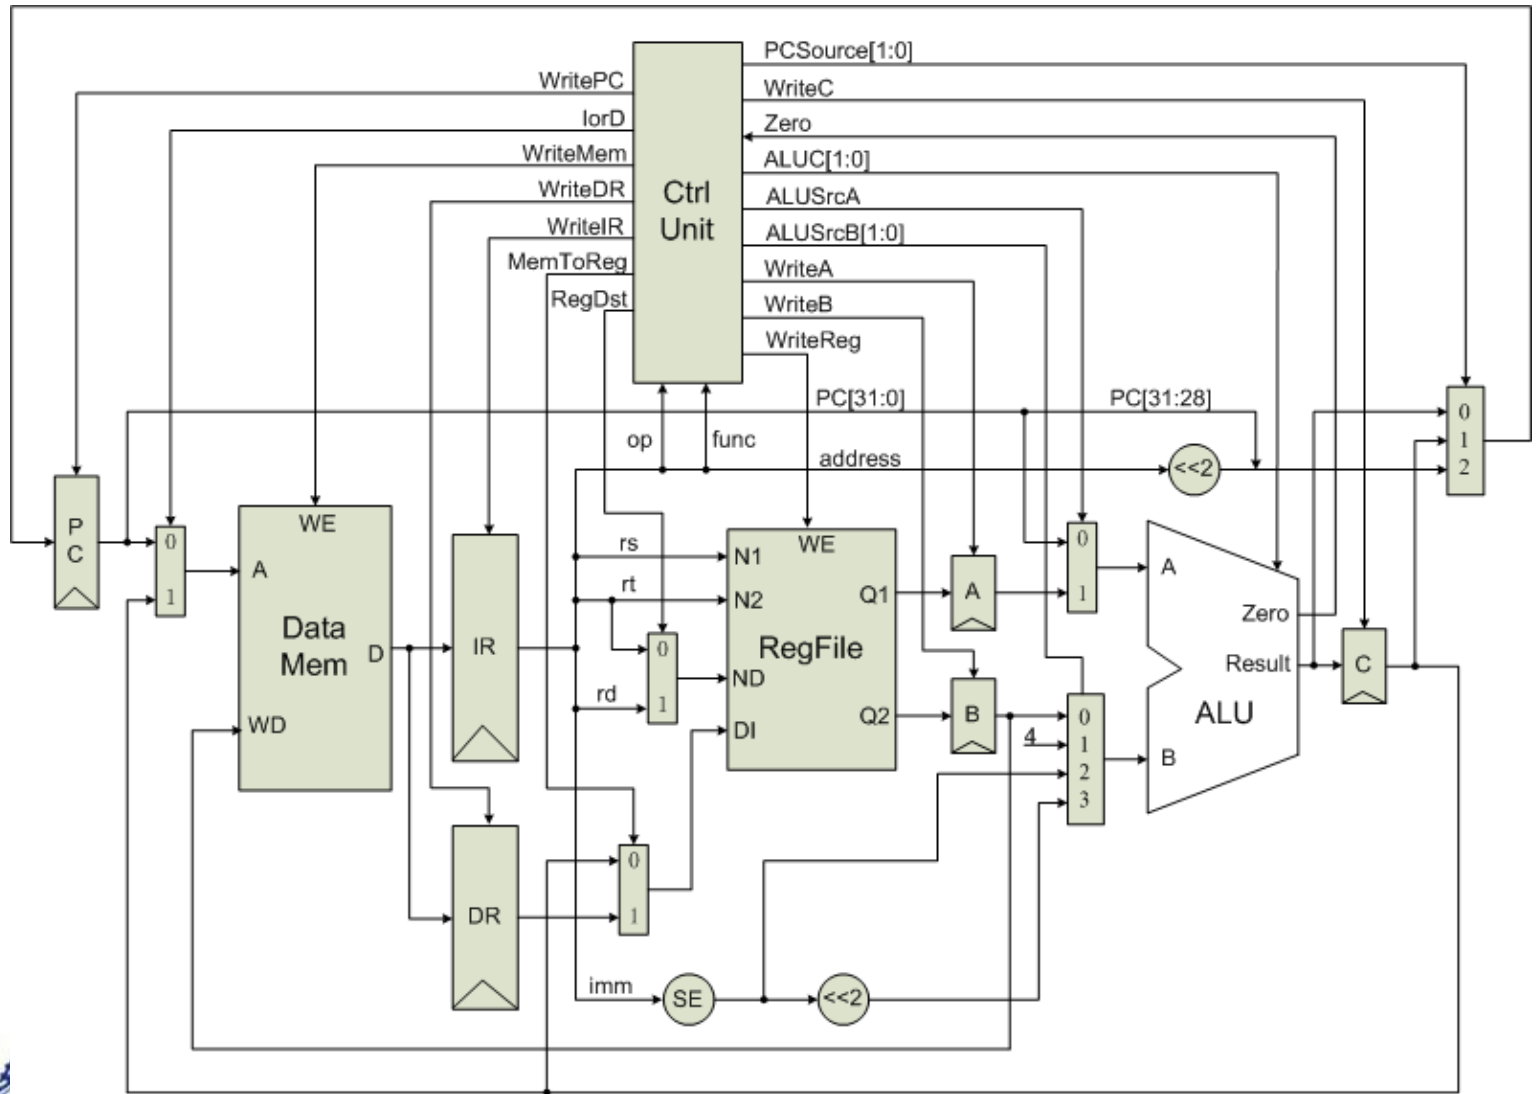 PCSource[1:0]
WritePC
WriteC
IorD
Zero
WriteMem
ALUC[1:0]
WriteDR
ALUSrcA
Ctrl
Unit
WriteIR
ALUSrcB[1:0]
MemToReg
WriteA
RegDst
WriteB
WriteReg
PC[31:0]
PC[31:28]
op
func
address
<<2
0
1
2
P
C
0
1
WE
A
Data
Mem
D
WD
IR
rs
rt
rd
0
1
WE
N1
N2
ND
DI
Q1
Q2
RegFile
A
B
0
1
4
0
1
2
3
A
B
Zero
Result
ALU
C
DR
0
1
imm
SE
<<2